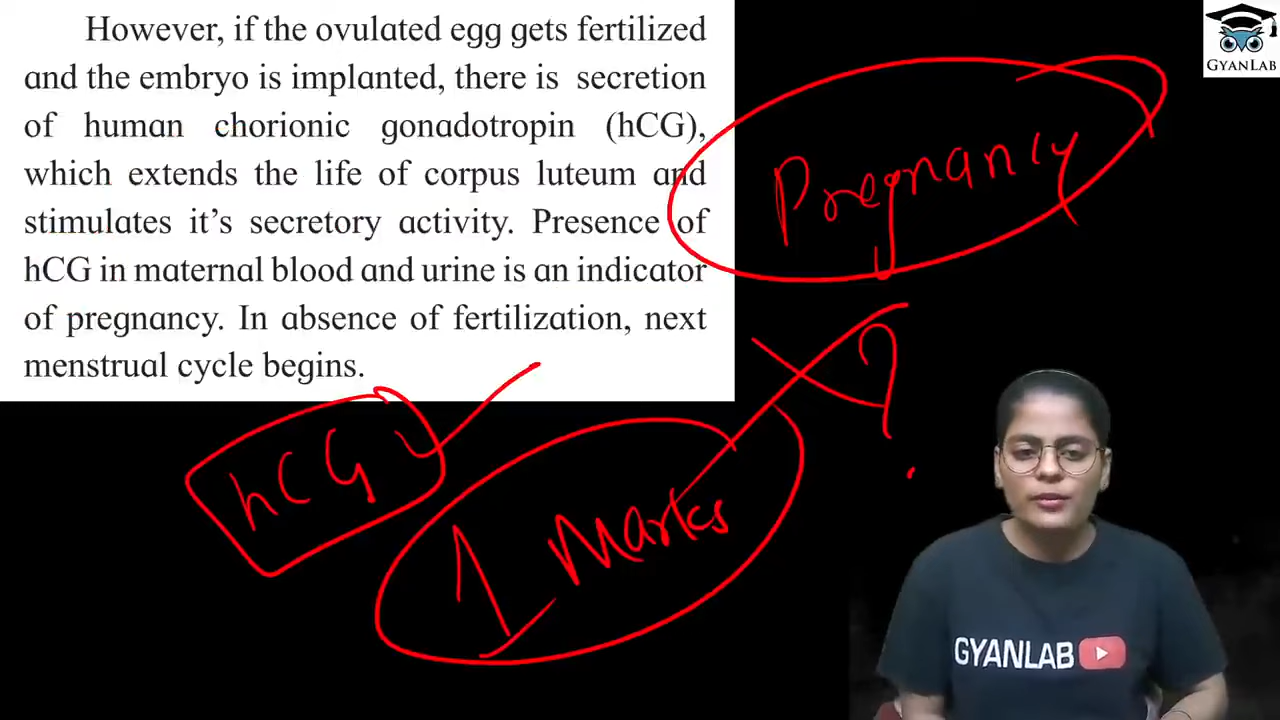 However, if the ovulated egg gets fertilized
and the embryo is implanted, there is secretion
of human chorionic gonadotropin (hCG),
which extends the life of corpus luteum and
stimulates it's secretory activity. Presence of
hCG in maternal blood and urine is an indicator
of pregnancy. In absence of fertilization, next
menstrual cycle begins.
GYANLAB
Pregnancy
?
hCG
1 Marks
GYANLAB